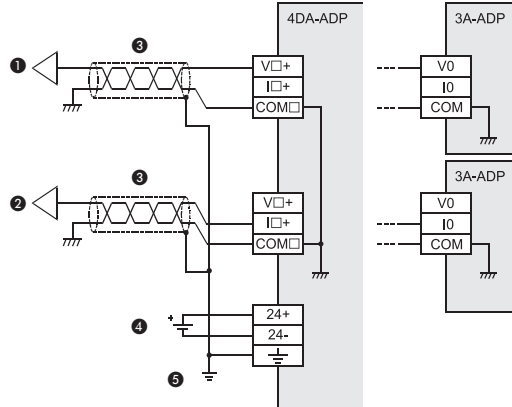 4DA-ADP
3A-ADP
❸
❶
V□+
I□+
COM□
V0
I0
COM
3A-ADP
❸
❷
V□+
I□+
COM□
V0
I0
COM
❹
+
24+
24-
❺